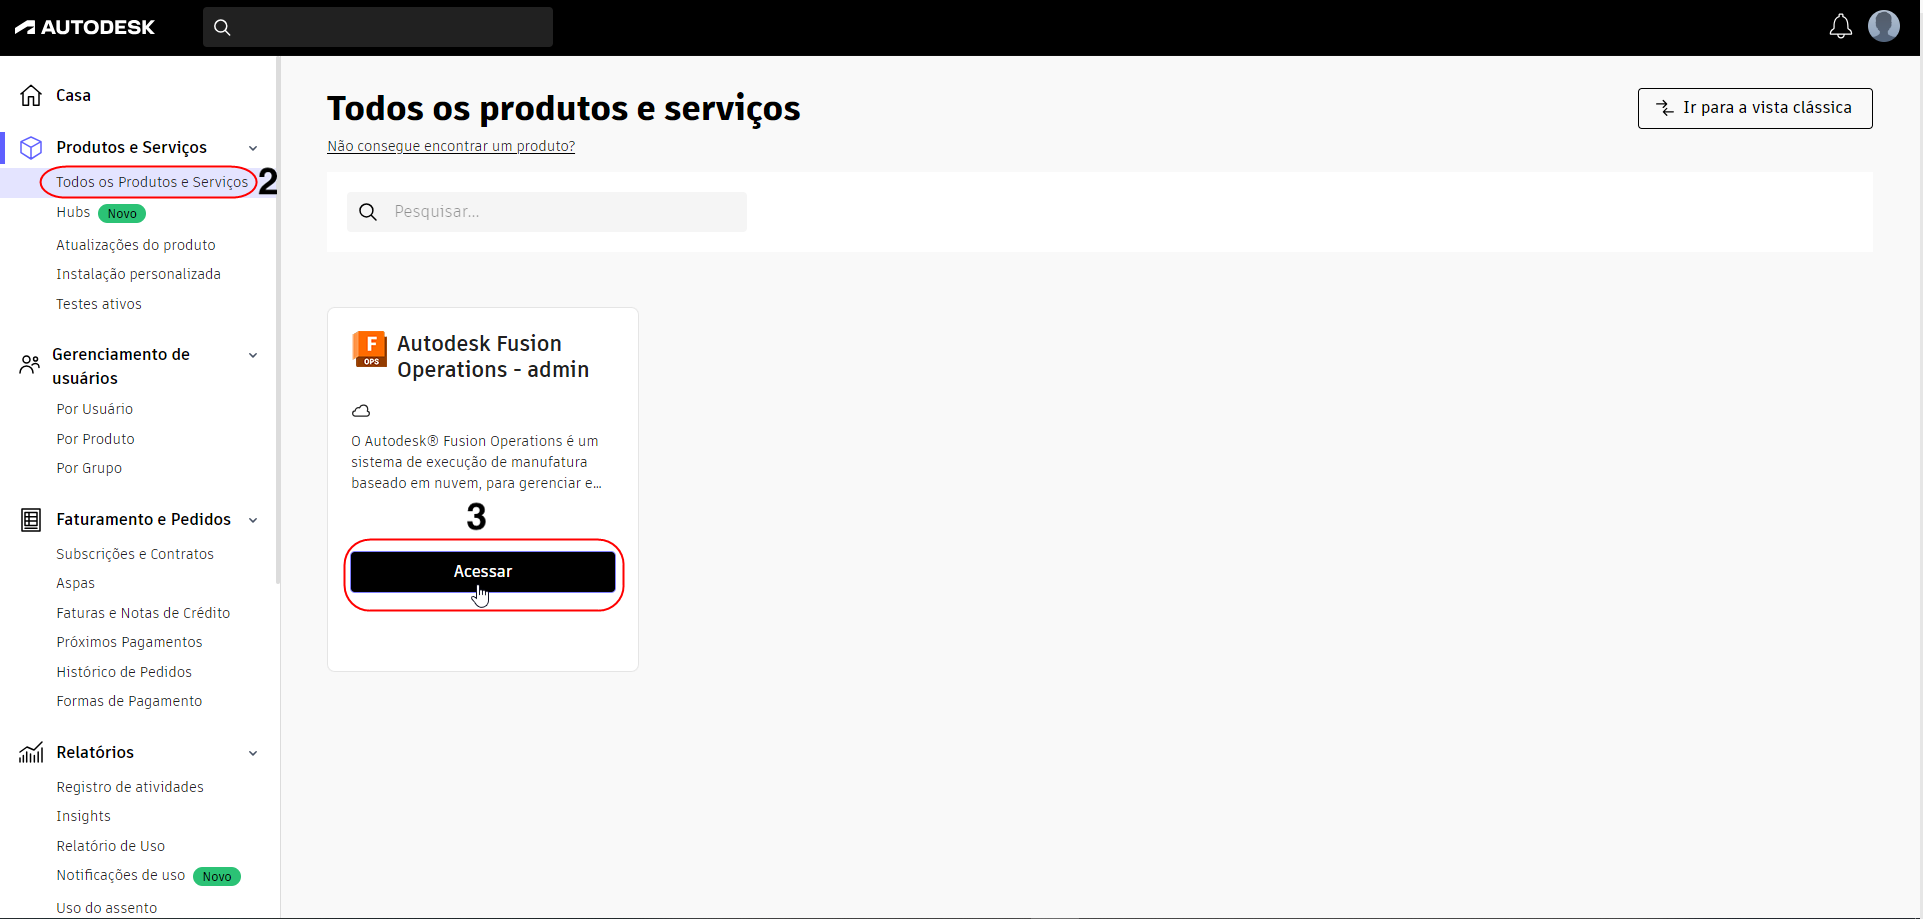 AUTODESK
Casa
Produtos e Serviços
Todos os Produtos e Serviços
2
Hubs Novo
Atualizações do produto
Instalação personalizada
Testes ativos
Gerenciamento de
usuários
Por Usuário
Por Produto
Por Grupo
Faturamento e Pedidos
Subscrições e Contratos
Aspas
Faturas e Notas de Crédito
Próximos Pagamentos
Histórico de Pedidos
Formas de Pagamento
Relatórios
Registro de atividades
Insights
Relatório de Uso
Notificações de uso Novo
Uso do assento
Todos os produtos e serviços
Ir para a vista clássica
Não consegue encontrar um produto?
Pesquisar...
F
OPS
Autodesk Fusion
Operations - admin
O Autodesk® Fusion Operations é um
sistema de execução de manufatura
baseado em nuvem, para gerenciar e...
3
Acessar